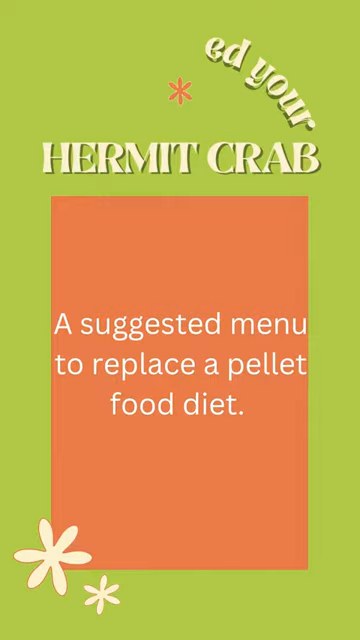 ed your
HERMIT CRAB
A suggested menu
to replace a pellet
food diet.